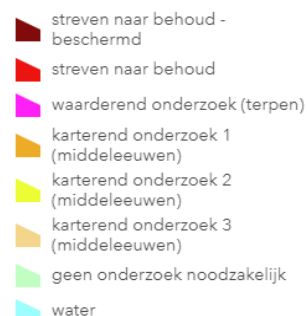 streven naar behoud -
beschermd
streven naar behoud
waarderend onderzoek (terpen)
karterend onderzoek 1
(middeleeuwen)
karterend onderzoek 2
(middeleeuwen)
karterend onderzoek 3
(middeleeuwen)
geen onderzoek noodzakelijk
water